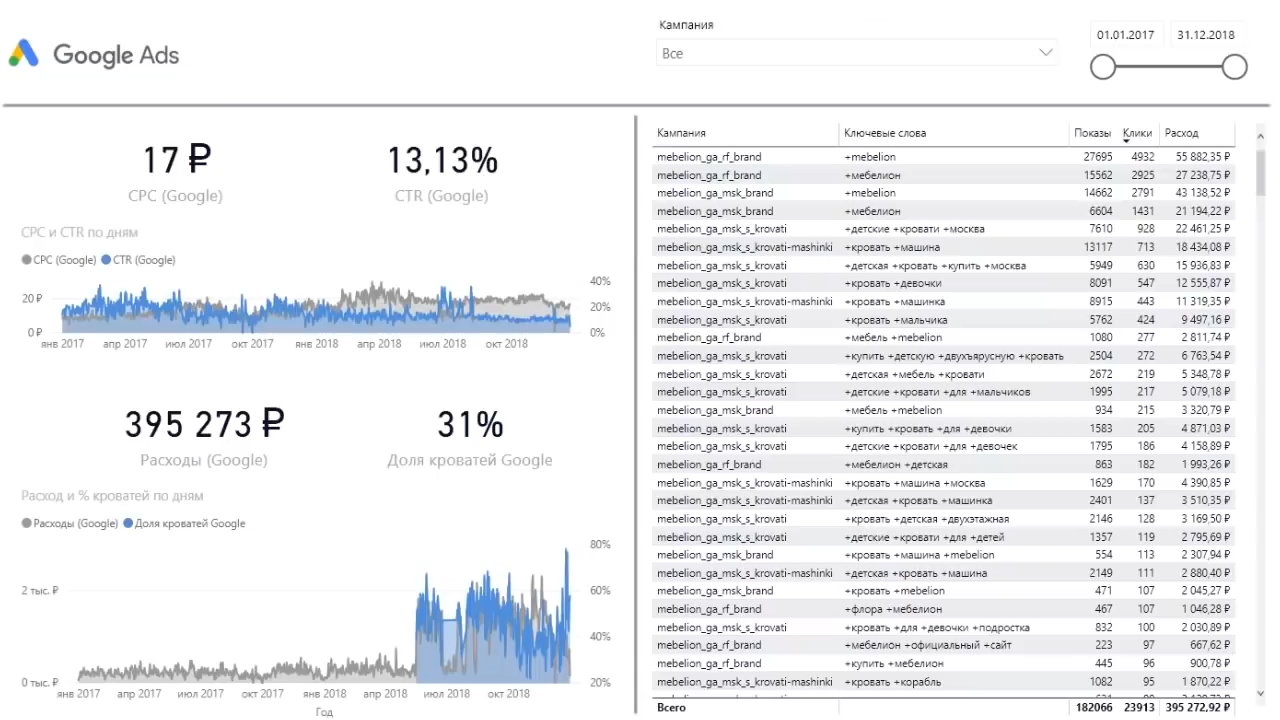 Google Ads
Кампания
Все
01.01.2017 31.12.2018
17 ₽
CPC (Google)
13,13%
CTR (Google)
CPC и CTR по дням
CPC (Google) CTR (Google)
20 ₽
0 ₽
40%
20%
0%
янв 2017 апр 2017 июл 2017 окт 2017 янв 2018 апр 2018 июл 2018 окт 2018
395 273 ₽
Расходы (Google)
31%
Доля кроватей Google
Расход и % кроватей по дням
Расходы (Google) Доля кроватей Google
2 тыс. ₽
0 тыс. ₽
80%
60%
40%
20%
янв 2017 апр 2017 июл 2017 окт 2017 янв 2018 апр 2018 июл 2018 окт 2018
Год
Кампания Ключевые слова Показы Клики Расход
mebelion_ga_rf_brand +mebelion 27695 4932 55 882,35 ₽
mebelion_ga_rf_brand +мебелион 15562 2925 27 238,75 ₽
mebelion_ga_msk_brand +mebelion 14662 2791 43 138,52 ₽
mebelion_ga_msk_brand +мебелион 6604 1431 21 194,22 ₽
mebelion_ga_msk_s_krovati +детские +кровати +москва 7610 928 22 461,25 ₽
mebelion_ga_msk_s_krovati-mashinki +кровать +машина 13117 713 18 434,08 ₽
mebelion_ga_msk_s_krovati +детская +кровать +купить +москва 5949 630 15 936,83 ₽
mebelion_ga_msk_s_krovati +кровать +девочки 8091 547 12 555,87 ₽
mebelion_ga_msk_s_krovati-mashinki +кровать +машинка 8915 443 11 319,35 ₽
mebelion_ga_msk_s_krovati +кровать +мальчика 5762 424 9 497,16 ₽
mebelion_ga_rf_brand +мебель +mebelion 1080 277 2 811,74 ₽
mebelion_ga_msk_s_krovati +купить +детскую +двухъярусную +кровать 2504 272 6 763,54 ₽
mebelion_ga_msk_s_krovati +детская +мебель +кровати 2672 219 5 348,78 ₽
mebelion_ga_msk_s_krovati +детские +кровати +для +мальчиков 1995 217 5 079,18 ₽
mebelion_ga_msk_brand +мебель +mebelion 934 215 3 320,79 ₽
mebelion_ga_msk_s_krovati +купить +кровать +для +девочки 1583 205 4 871,03 ₽
mebelion_ga_msk_s_krovati +детские +кровати +для +девочек 1795 186 4 158,89 ₽
mebelion_ga_rf_brand +мебелион +детская 863 182 1 993,26 ₽
mebelion_ga_msk_s_krovati-mashinki +кровать +машина +москва 1629 170 4 390,85 ₽
mebelion_ga_msk_s_krovati-mashinki +детская +кровать +машинка 2401 137 3 510,35 ₽
mebelion_ga_msk_s_krovati +кровать +детская +двухэтажная 2146 128 3 169,50 ₽
mebelion_ga_msk_s_krovati +детские +кровати +для +детей 1357 119 2 795,69 ₽
mebelion_ga_msk_brand +кровать +машина +mebelion 554 113 2 307,94 ₽
mebelion_ga_msk_s_krovati-mashinki +детская +кровать +машина 2149 111 2 880,40 ₽
mebelion_ga_msk_brand +кровать +mebelion 471 107 2 045,27 ₽
mebelion_ga_rf_brand +флора +мебелион 467 107 1 046,28 ₽
mebelion_ga_msk_s_krovati +кровать +для +девочки +подростка 832 100 2 030,89 ₽
mebelion_ga_rf_brand +мебелион +официальный +сайт 223 97 667,62 ₽
mebelion_ga_rf_brand +купить +мебелион 445 96 900,78 ₽
mebelion_ga_msk_s_krovati-mashinki +кровать +корабль 1082 95 1 870,22 ₽
Всего 182066 23913 395 272,92 ₽